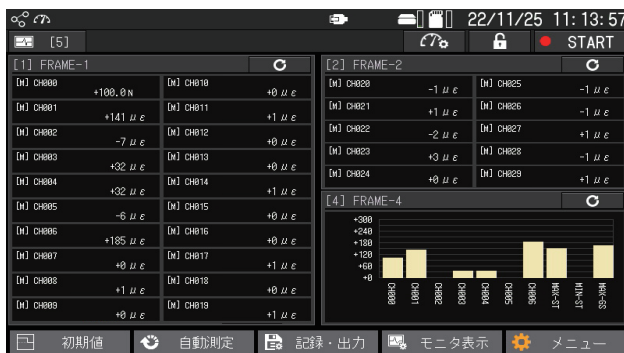 22/11/25 11:13:57
[5]
START
[1] FRAME-1
[M] CH000 +100.0 N
[M] CH010 +0 με
[M] CH001 +141 με
[M] CH011 +1 με
[M] CH002 -7 με
[M] CH012 +0 με
[M] CH003 +32 με
[M] CH013 +0 με
[M] CH004 +32 με
[M] CH014 +1 με
[M] CH005 -6 με
[M] CH015 +0 με
[M] CH006 +185 με
[M] CH016 +0 με
[M] CH007 +0 με
[M] CH017 +1 με
[M] CH008 +1 με
[M] CH018 +0 με
[M] CH009 +0 με
[M] CH019 +1 με
[2] FRAME-2
[M] CH020 -1 με
[M] CH025 -1 με
[M] CH021 +1 με
[M] CH026 -1 με
[M] CH022 -2 με
[M] CH027 +1 με
[M] CH023 +3 με
[M] CH028 -1 με
[M] CH024 +0 με
[M] CH029 +1 με
[4] FRAME-4
+300
+240
+180
+120
+60
+0
CH000
CH001
CH002
CH003
CH004
CH005
CH006
MAX-ST
MIN-ST
MAX-SS
初期値
自動測定
記録・出力
モニタ表示
メニュー